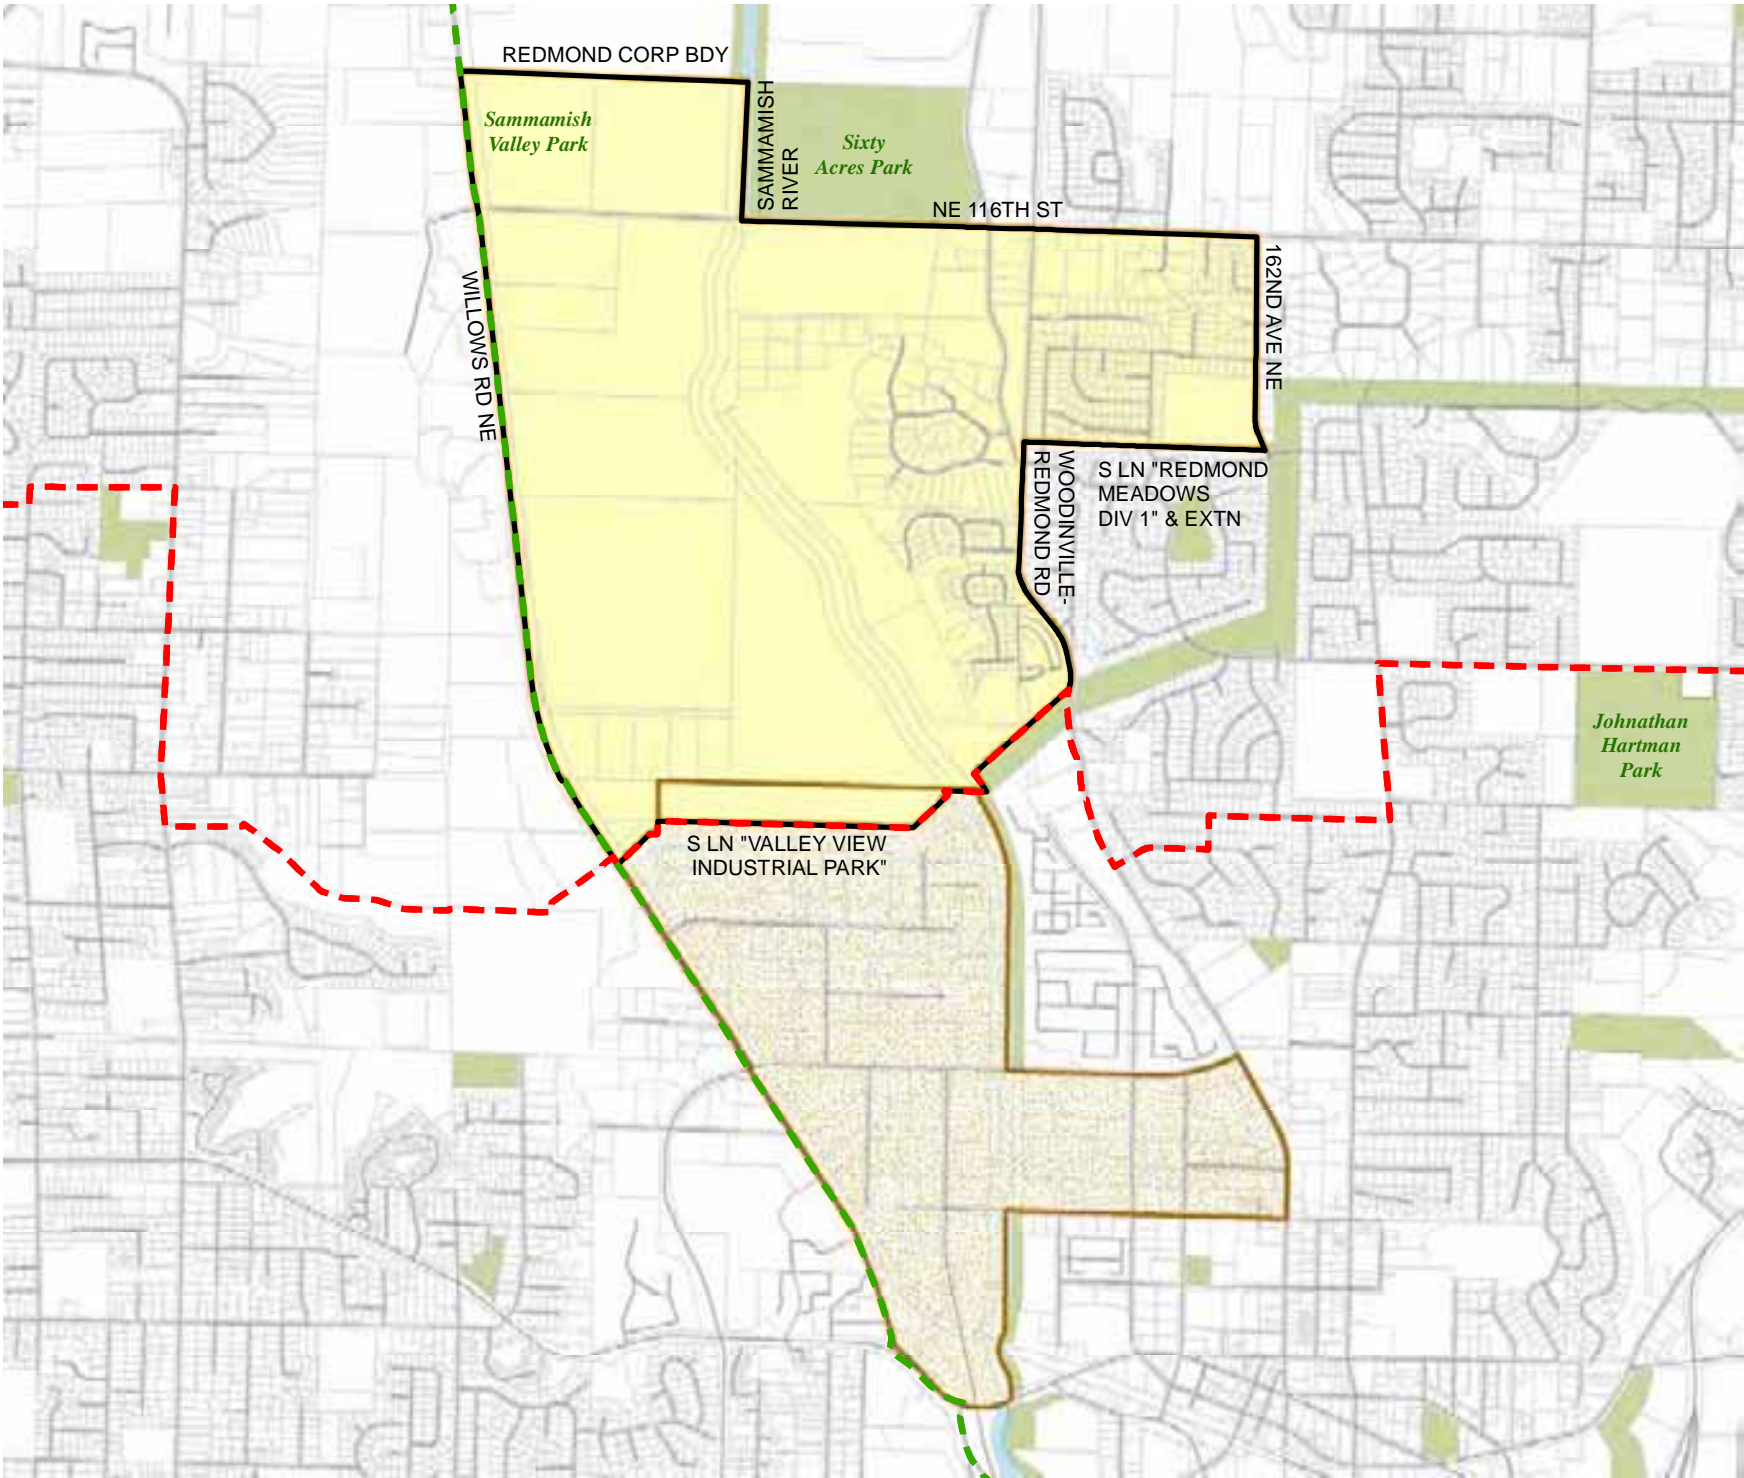 REDMOND CORP BDY
Sammamish
Valley Park
SAMMAMISH
RIVER
Sixty
Acres Park
NE 116TH ST
162ND AVE NE
WILLOWS RD NE
WOODINVILLE-
REDMOND RD
S LN "REDMOND
MEADOWS
DIV 1" & EXTN
Johnathan
Hartman
Park
S LN "VALLEY VIEW
INDUSTRIAL PARK"